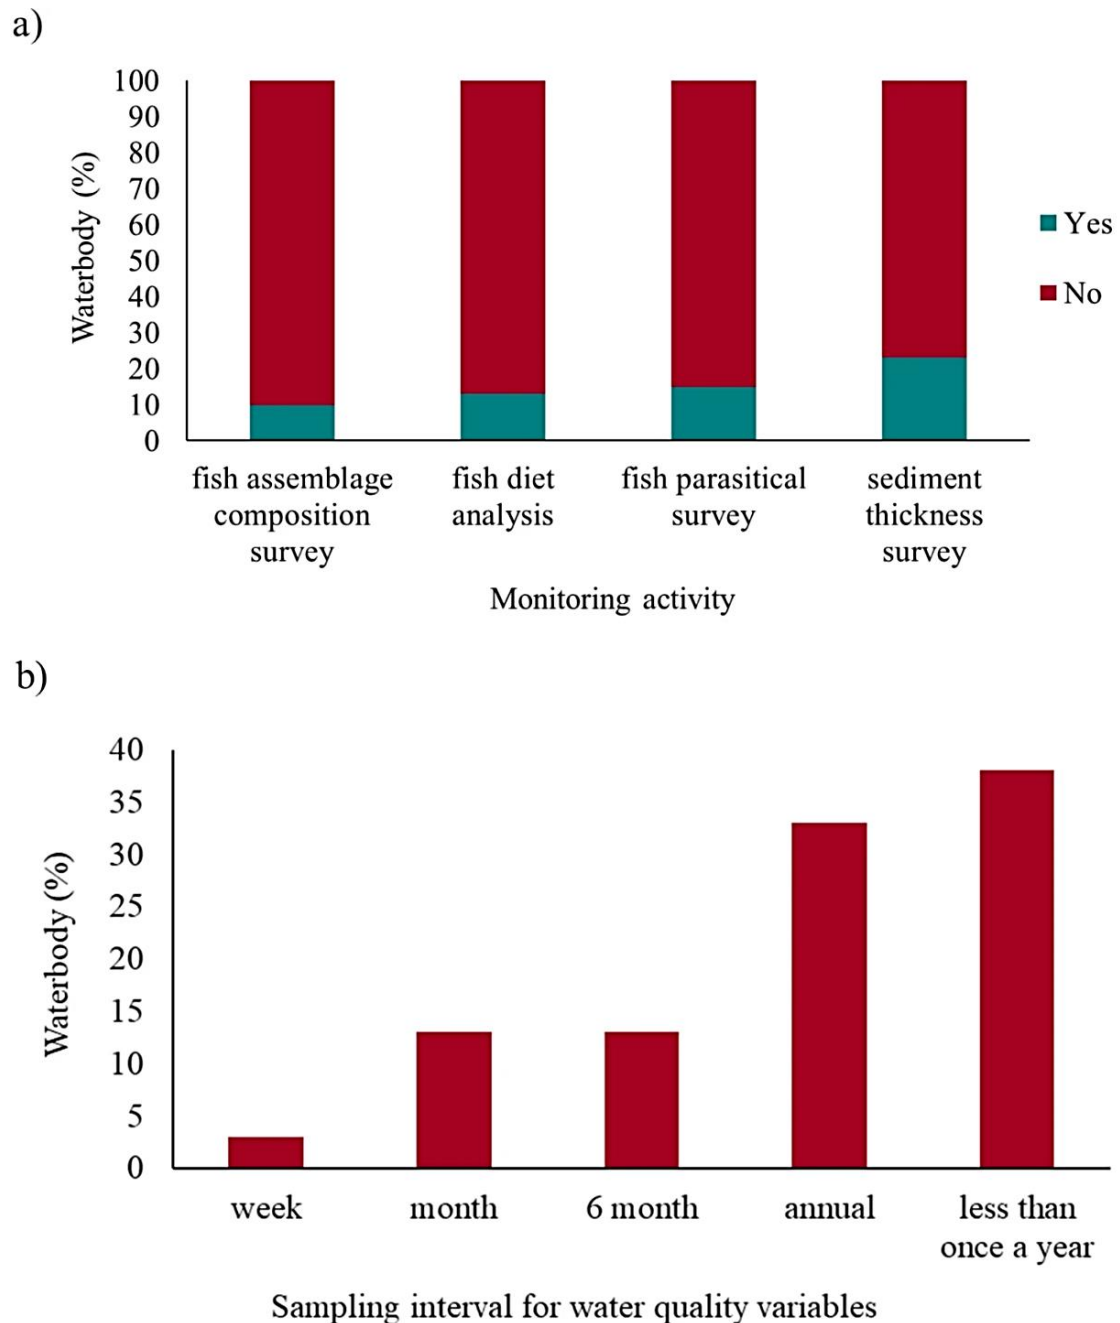 a)
100
90
80
70
60
50
40
30
20
10
0
Waterbody (%)
fish assemblage
composition
survey
fish diet
analysis
fish parasitical
survey
sediment
thickness
survey
Monitoring activity
Yes
No
b)
40
35
30
25
20
15
10
5
0
Waterbody (%)
week
month
6 month
annual
less than
once a year
Sampling interval for water quality variables